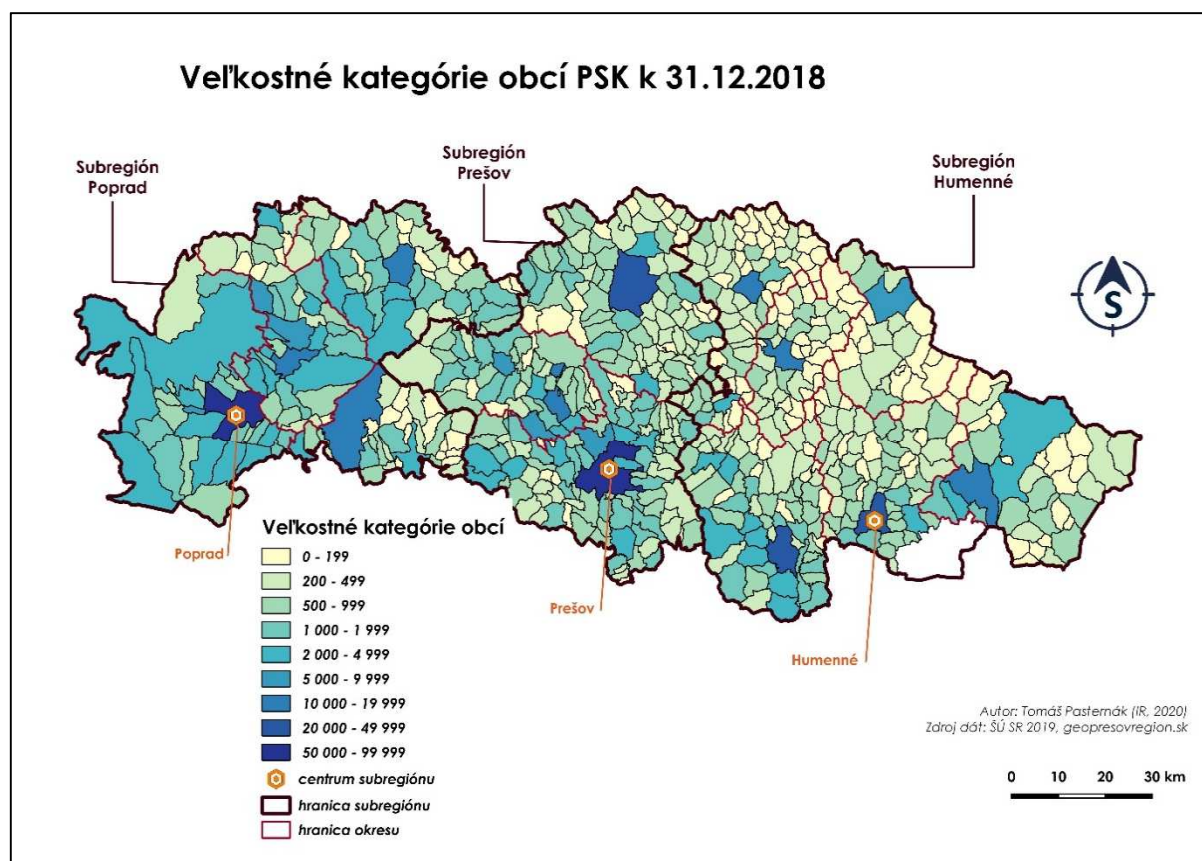 Veľkostné kategórie obcí PSK k 31.12.2018
Subregión
Poprad
Subregión
Prešov
Subregión
Humenné
S
Poprad
Prešov
Humenné
Veľkostné kategórie obcí
0 - 199
200 - 499
500 - 999
1 000 - 1 999
2 000 - 4 999
5 000 - 9 999
10 000 - 19 999
20 000 - 49 999
50 000 - 99 999
centrum subregiónu
hranica subregiónu
hranica okresu
Autor: Tomáš Pasternák (IR, 2020)
Zdroj dát: ŠÚ SR 2019, geopresovregion.sk
0 10 20 30 km